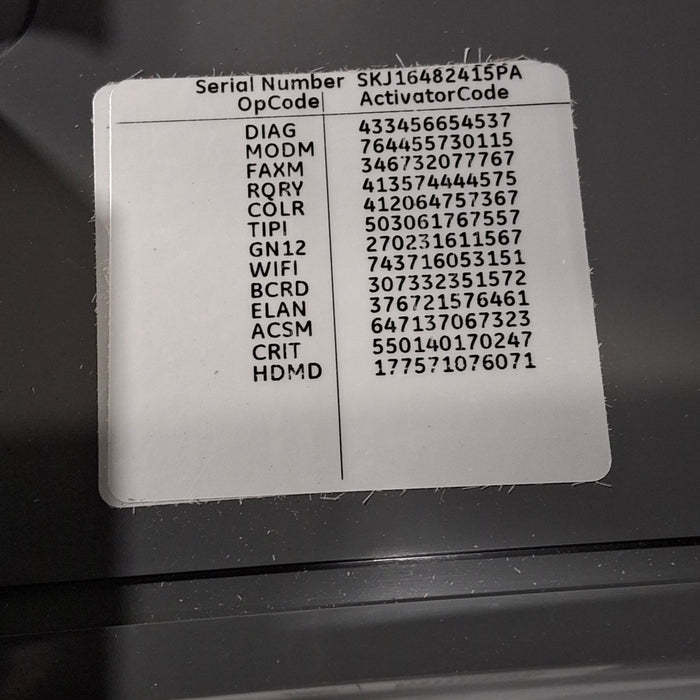 Serial Number SKJ16482415PA
OpCode ActivatorCode
DIAG 433456654537
MODM 764455730115
FAXM 346732077767
RQRY 413574444575
COLR 412064757367
TIPI 503061767557
GN12 270231611567
WIFI 743716053151
BCRD 307332351572
ELAN 376721576461
ACSM 647137067323
CRIT 550140170247
HDMD 177571076071